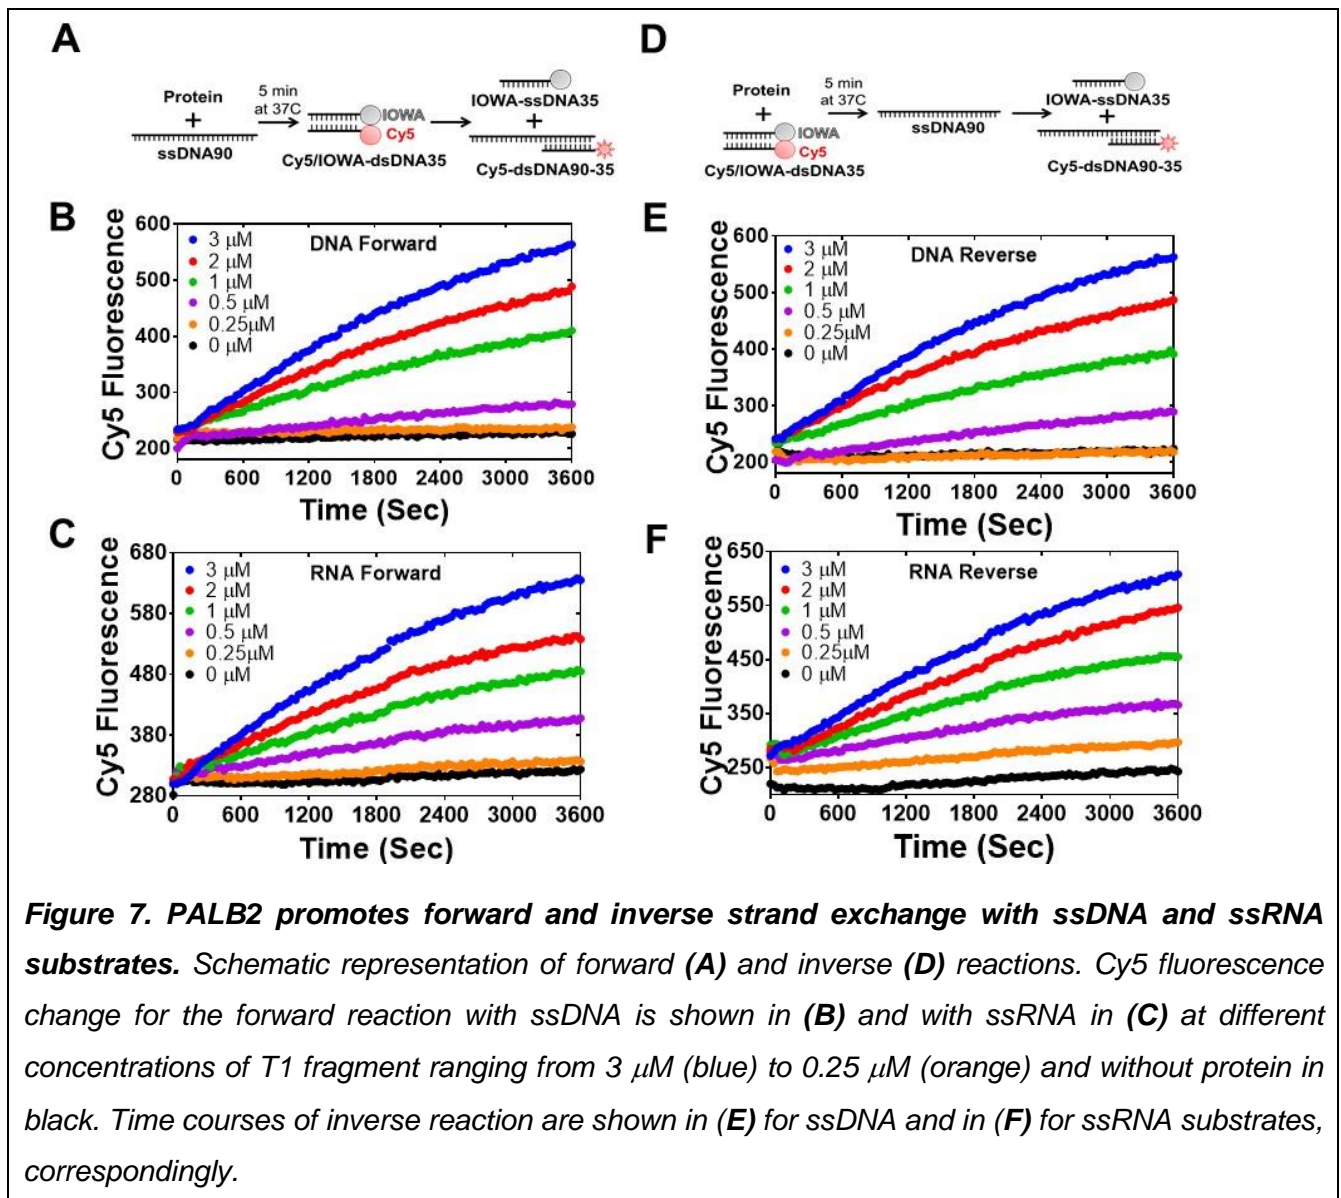 A
Protein
+
ssDNA90
5 min
at 37C
IOWA
Cy5
Cy5/IOWA-dsDNA35
IOWA-ssDNA35
+
Cy5-dsDNA90-35
D
Protein
+
IOWA
Cy5
Cy5/IOWA-dsDNA35
5 min
at 37C
ssDNA90
IOWA-ssDNA35
+
Cy5-dsDNA90-35
B
DNA Forward
3 μM
2 μM
1 μM
0.5 μM
0.25μM
0 μM
600
500
400
300
200
Cy5 Fluorescence
0 600 1200 1800 2400 3000 3600
Time (Sec)
E
DNA Reverse
3 μM
2 μM
1 μM
0.5 μM
0.25μM
0 μM
600
500
400
300
200
Cy5 Fluorescence
0 600 1200 1800 2400 3000 3600
Time (Sec)
C
RNA Forward
3 μM
2 μM
1 μM
0.5 μM
0.25μM
0 μM
680
580
480
380
280
Cy5 Fluorescence
0 600 1200 1800 2400 3000 3600
Time (Sec)
F
RNA Reverse
3 μM
2 μM
1 μM
0.5 μM
0.25μM
0 μM
650
550
450
350
250
Cy5 Fluorescence
0 600 1200 1800 2400 3000 3600
Time (Sec)
Figure 7. PALB2 promotes forward and inverse strand exchange with ssDNA and ssRNA
substrates. Schematic representation of forward (A) and inverse (D) reactions. Cy5 fluorescence
change for the forward reaction with ssDNA is shown in (B) and with ssRNA in (C) at different
concentrations of T1 fragment ranging from 3 μM (blue) to 0.25 μM (orange) and without protein in
black. Time courses of inverse reaction are shown in (E) for ssDNA and in (F) for ssRNA substrates,
correspondingly.